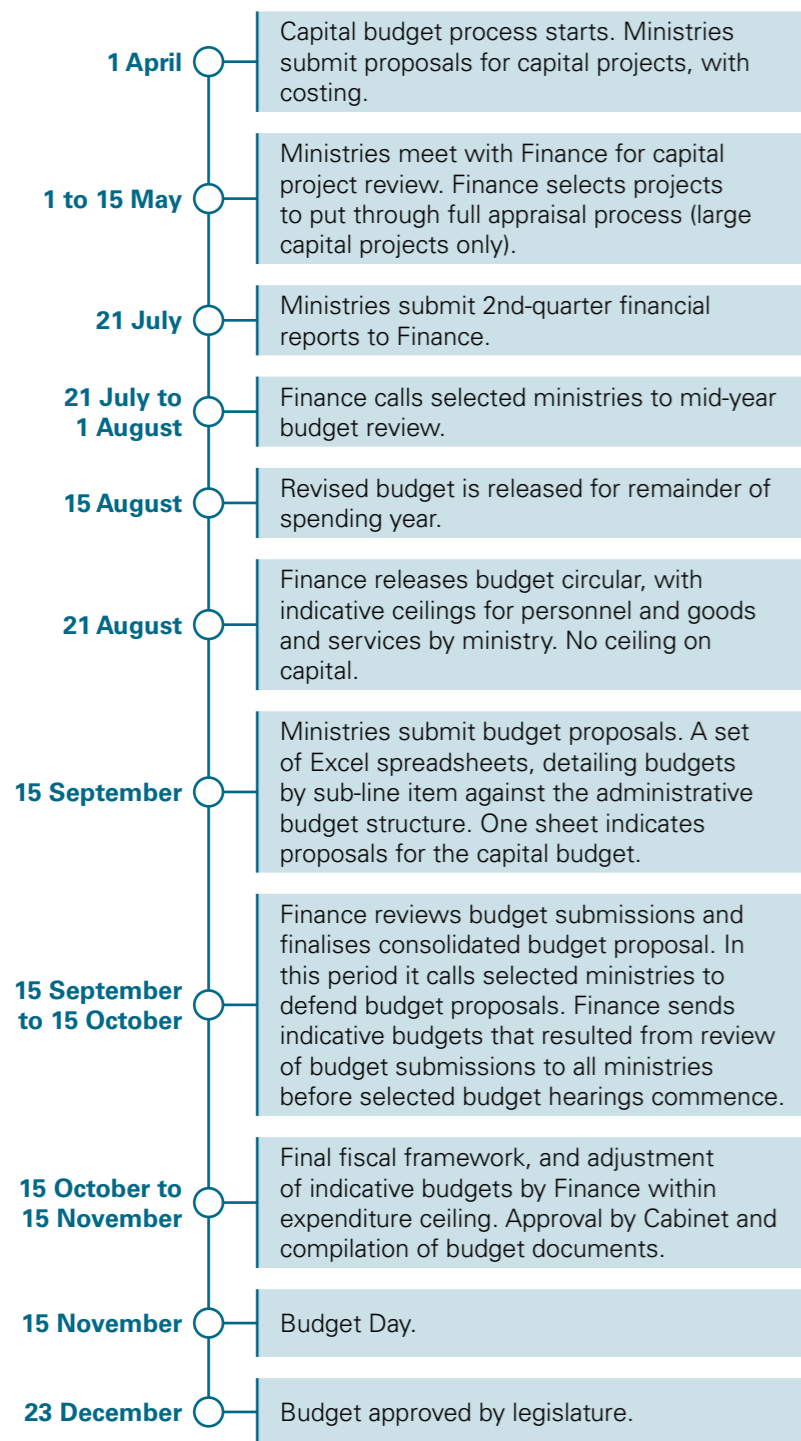 1 April
Capital budget process starts. Ministries
submit proposals for capital projects, with
costing.
1 to 15 May
Ministries meet with Finance for capital
project review. Finance selects projects
to put through full appraisal process (large
capital projects only).
21 July
Ministries submit 2nd-quarter financial
reports to Finance.
21 July to
1 August
Finance calls selected ministries to mid-year
budget review.
15 August
Revised budget is released for remainder of
spending year.
21 August
Finance releases budget circular, with
indicative ceilings for personnel and goods
and services by ministry. No ceiling on
capital.
15 September
Ministries submit budget proposals. A set
of Excel spreadsheets, detailing budgets
by sub-line item against the administrative
budget structure. One sheet indicates
proposals for the capital budget.
15 September
to 15 October
Finance reviews budget submissions and
finalises consolidated budget proposal. In
this period it calls selected ministries to
defend budget proposals. Finance sends
indicative budgets that resulted from review
of budget submissions to all ministries
before selected budget hearings commence.
15 October to
15 November
Final fiscal framework, and adjustment
of indicative budgets by Finance within
expenditure ceiling. Approval by Cabinet and
compilation of budget documents.
15 November
Budget Day.
23 December
Budget approved by legislature.